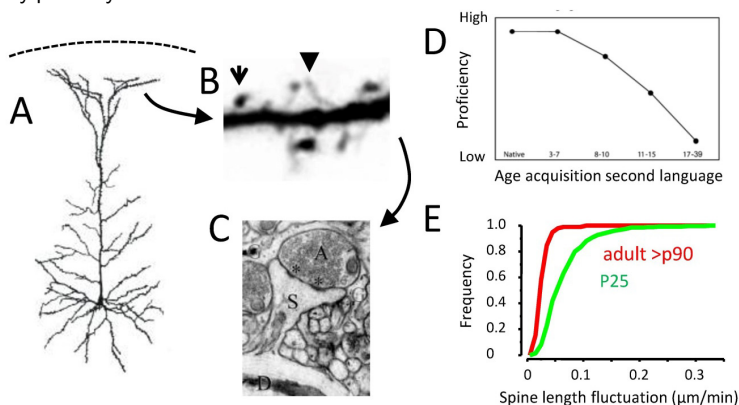 A
B
C
A
* *
S
D
D
High
Proficiency
Low
Native 3-7 8-10 11-15 17-39
Age acquisition second language
E
1.0
0.8
0.6
0.4
0.2
0
Frequency
adult >p90
P25
0 0.1 0.2 0.3
Spine length fluctuation (μm/min)